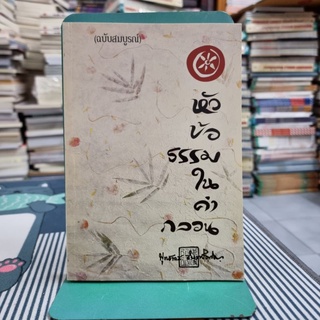 (ฉบับสมบูรณ์)
หัว
ข้อ
ธรรม
ใน
คำ
กลอน